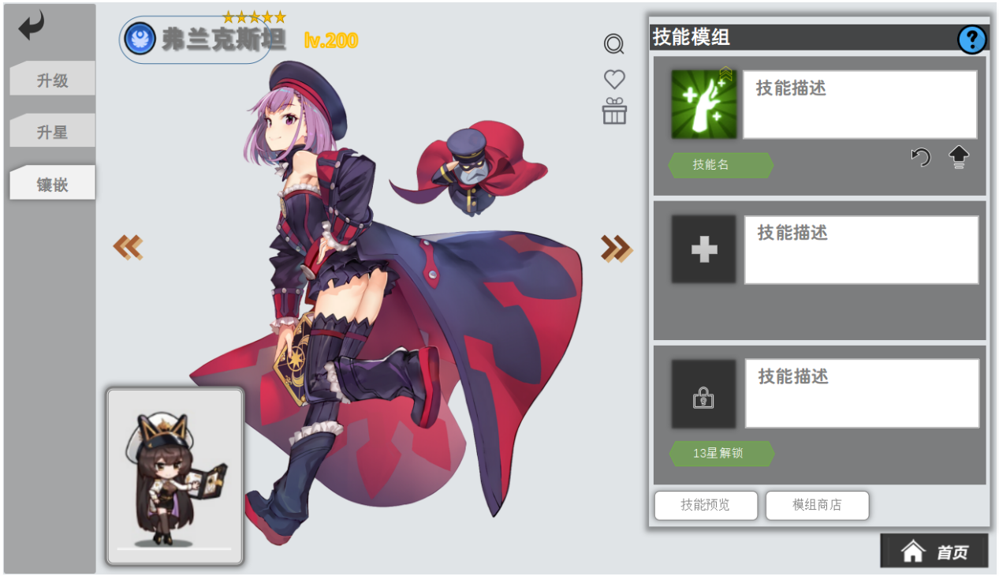 弗兰克斯坦
lv.200
升级
升星
镶嵌
技能模组
?
技能描述
技能名
技能描述
技能描述
13星解锁
技能预览
模组商店
首页